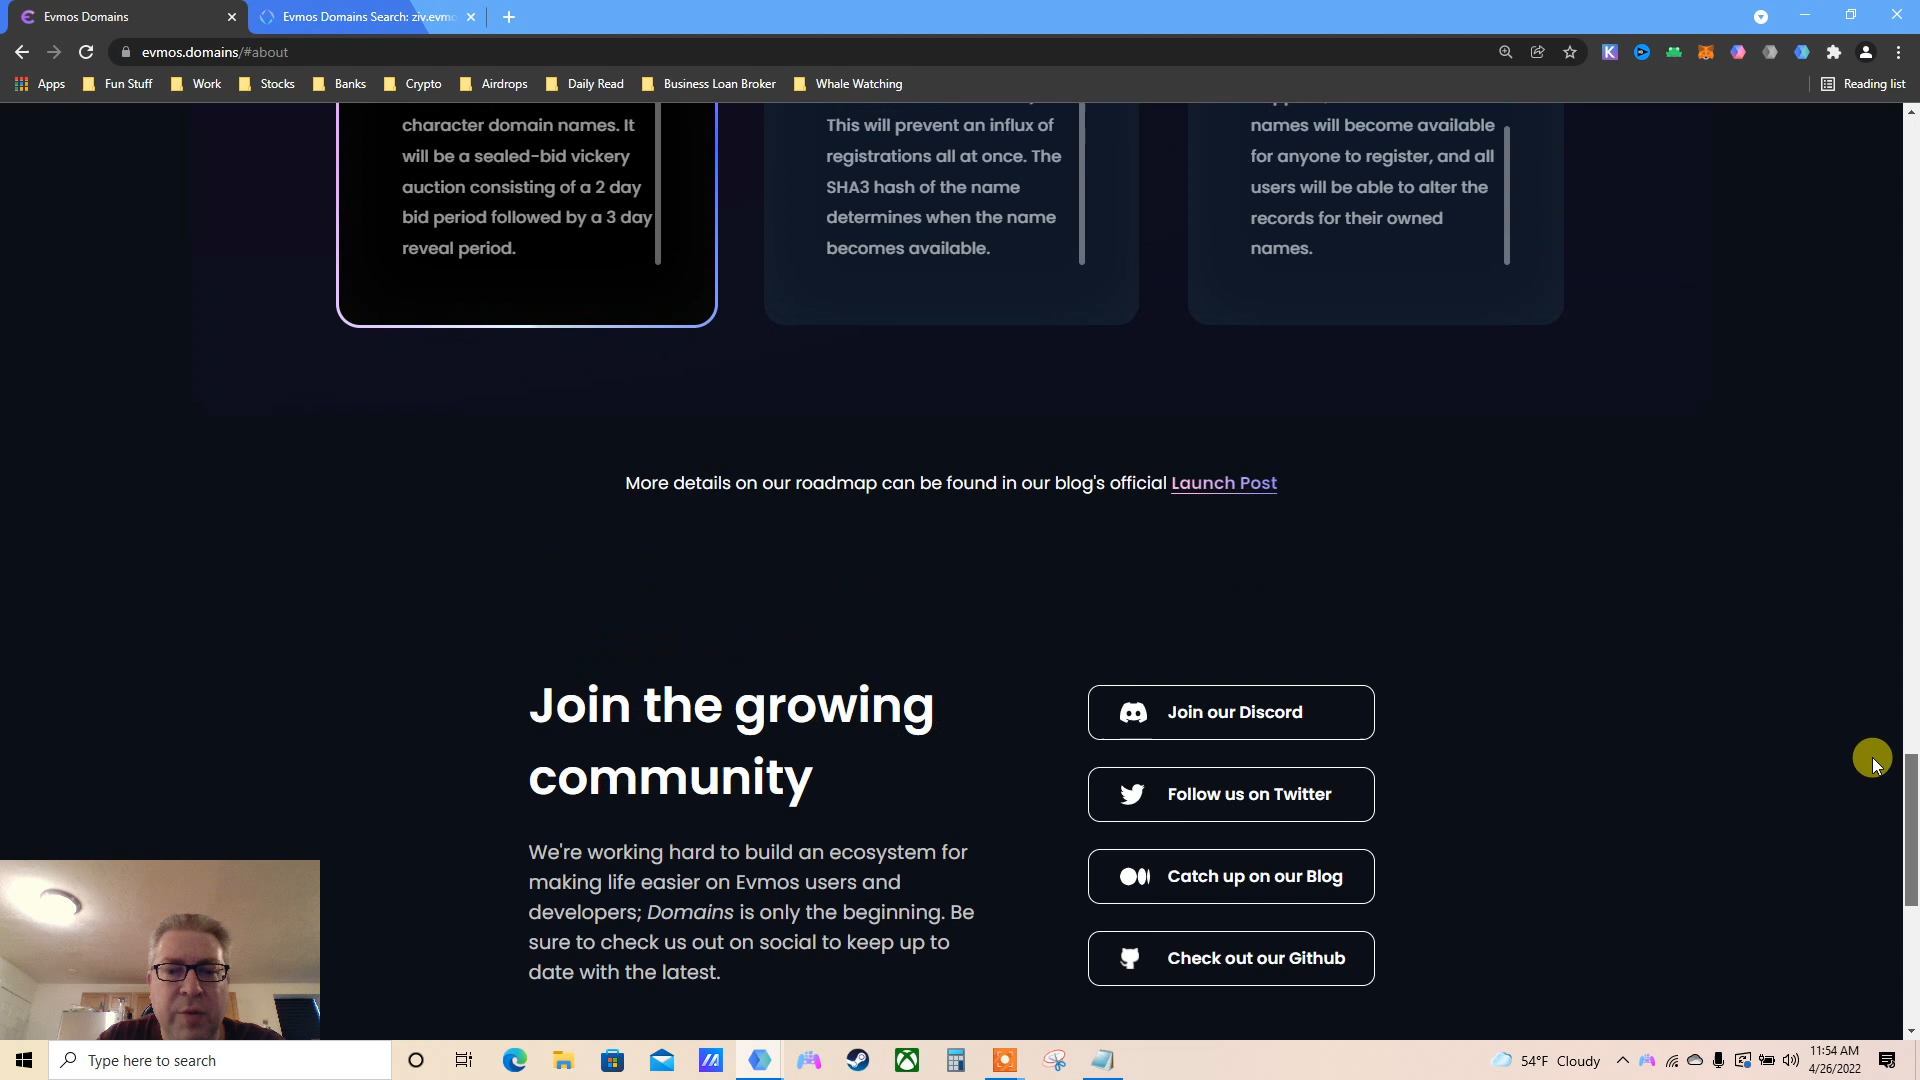 Evmos Domains
Evmos Domains Search: ziv.evmo
evmos.domains/#about
Apps
Fun Stuff
Work
Stocks
Banks
Crypto
Airdrops
Daily Read
Business Loan Broker
Whale Watching
Reading list
character domain names. It
will be a sealed-bid vickery
auction consisting of a 2 day
bid period followed by a 3 day
reveal period.
This will prevent an influx of
registrations all at once. The
SHA3 hash of the name
determines when the name
becomes available.
names will become available
for anyone to register, and all
users will be able to alter the
records for their owned
names.
More details on our roadmap can be found in our blog's official Launch Post
Join the growing
community
We're working hard to build an ecosystem for
making life easier on Evmos users and
developers; Domains is only the beginning. Be
sure to check us out on social to keep up to
date with the latest.
Join our Discord
Follow us on Twitter
Catch up on our Blog
Check out our Github
Type here to search
54°F Cloudy
11:54 AM
4/26/2022